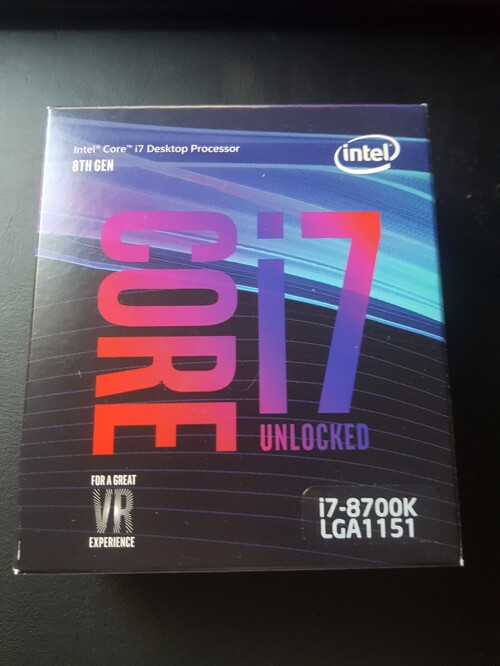 Intel® Core™ i7 Desktop Processor
8TH GEN
intel®
CORE
i7
UNLOCKED
FOR A GREAT
VR
EXPERIENCE
i7-8700K
LGA1151